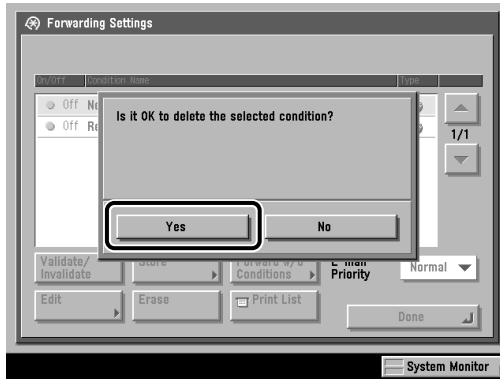 Forwarding Settings
On/Off Condition Name Type
Off
Off
Is it OK to delete the selected condition?
1/1
Yes No
Validate/
Invalidate
Store
Forward w/o
Conditions
E-mail
Priority
Normal
Edit
Erase
Print List
Done
System Monitor